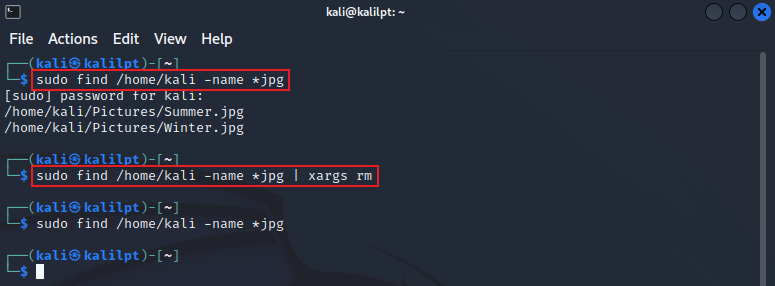 kali@kalilpt: ~
File Actions Edit View Help
┌──(kali㉿kalilpt)-[~]
└─$ sudo find /home/kali -name *jpg
[sudo] password for kali:
/home/kali/Pictures/Summer.jpg
/home/kali/Pictures/Winter.jpg
┌──(kali㉿kalilpt)-[~]
└─$ sudo find /home/kali -name *jpg | xargs rm
┌──(kali㉿kalilpt)-[~]
└─$ sudo find /home/kali -name *jpg
┌──(kali㉿kalilpt)-[~]
└─$